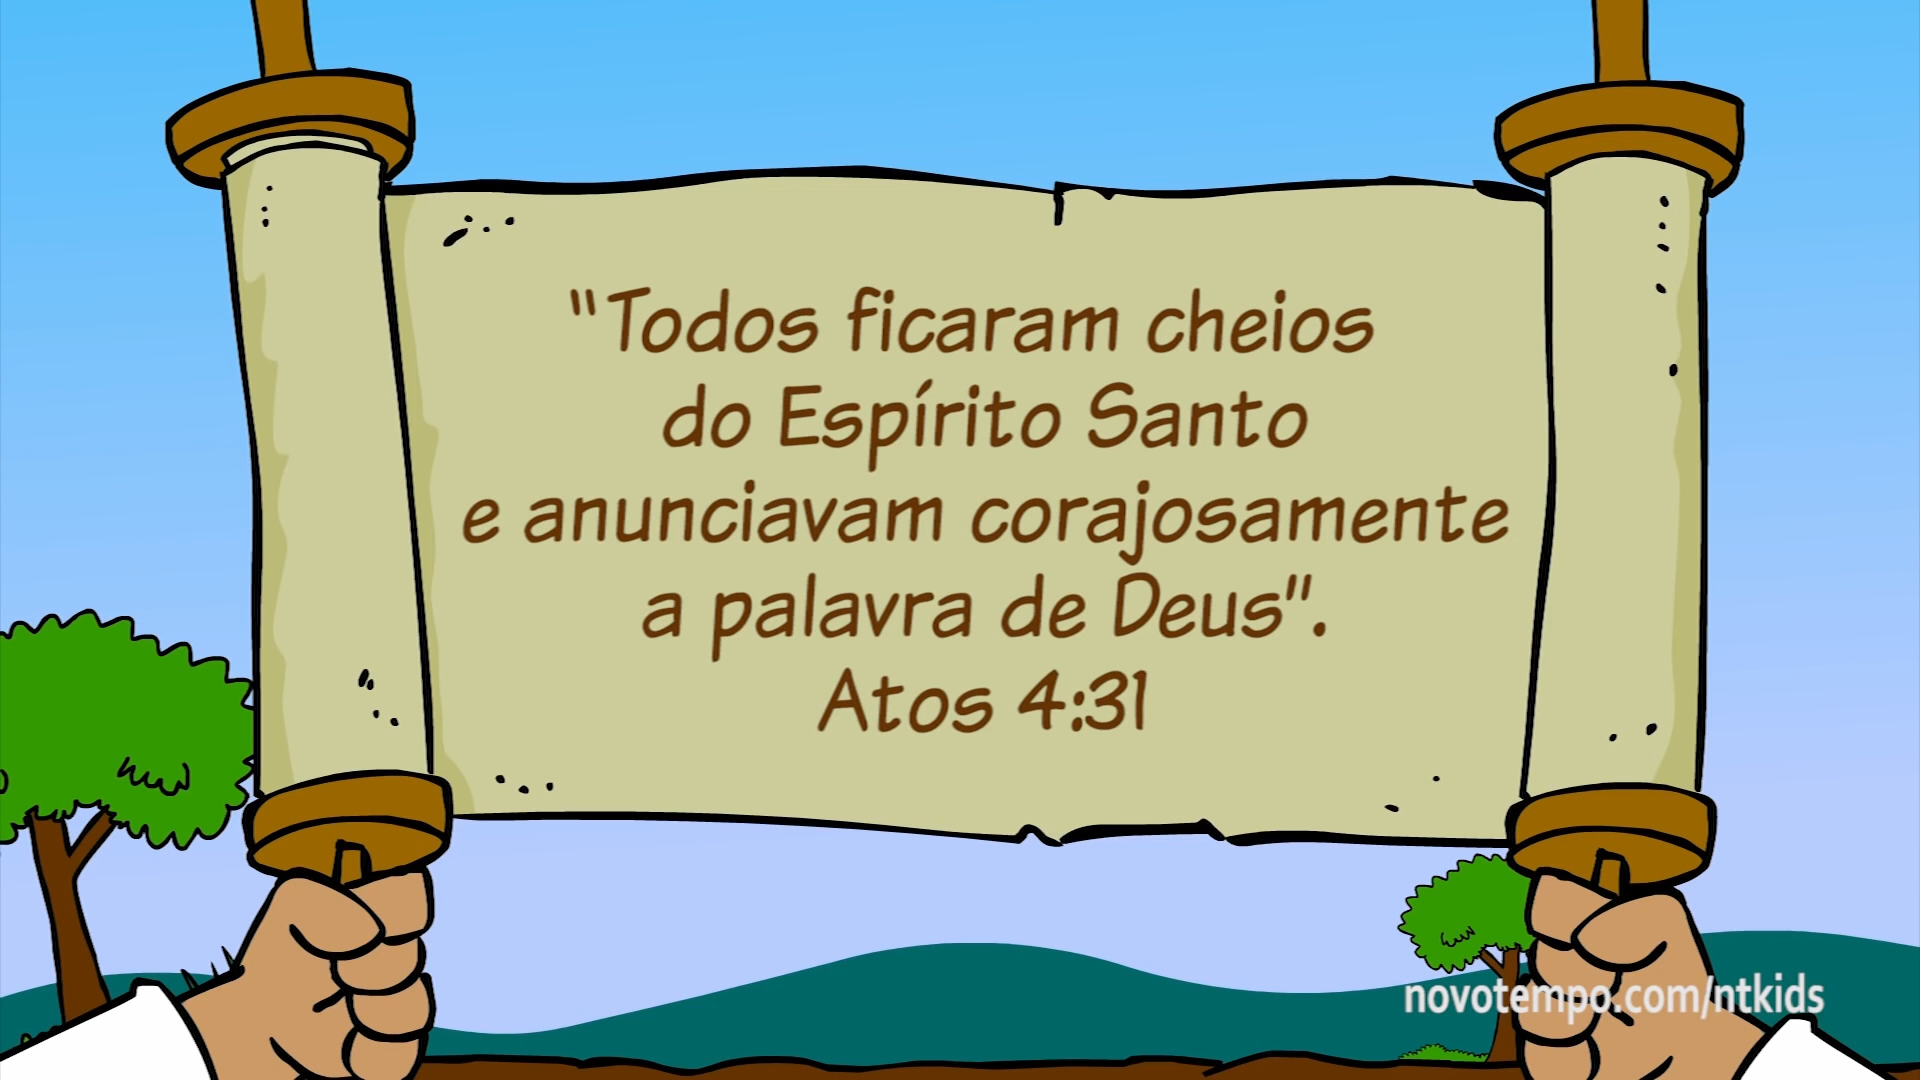 "Todos ficaram cheios
do Espírito Santo
e anunciavam corajosamente
a palavra de Deus".
Atos 4:31
novotempo.com/ntkids